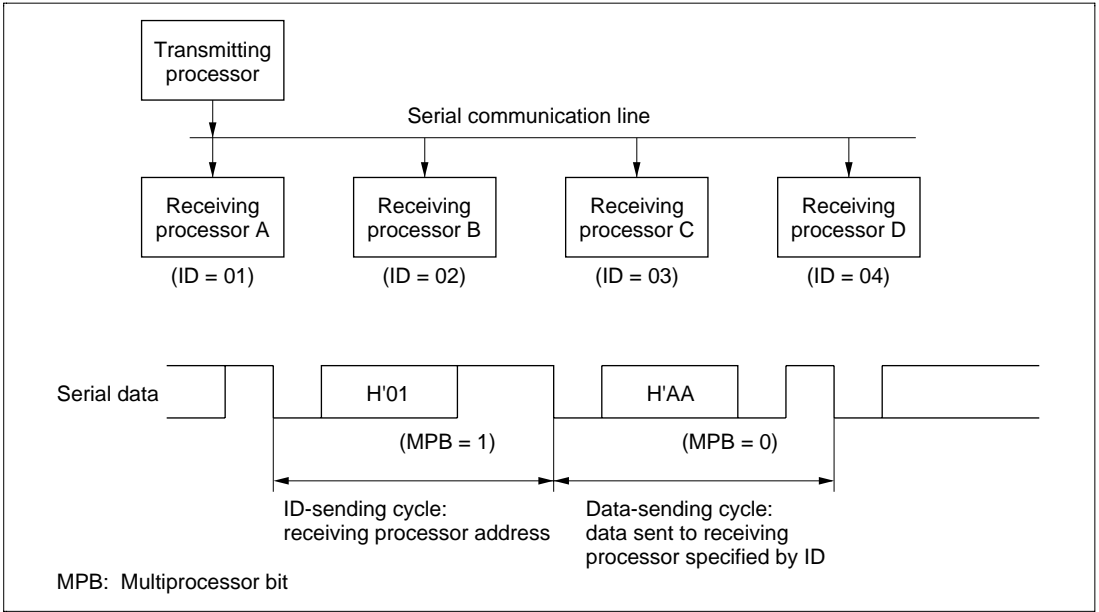 Transmitting
processor
Serial communication line
Receiving
processor A
Receiving
processor B
Receiving
processor C
Receiving
processor D
(ID = 01)
(ID = 02)
(ID = 03)
(ID = 04)
Serial data
H'01
H'AA
(MPB = 1)
(MPB = 0)
ID-sending cycle:
receiving processor address
Data-sending cycle:
data sent to receiving
processor specified by ID
MPB: Multiprocessor bit